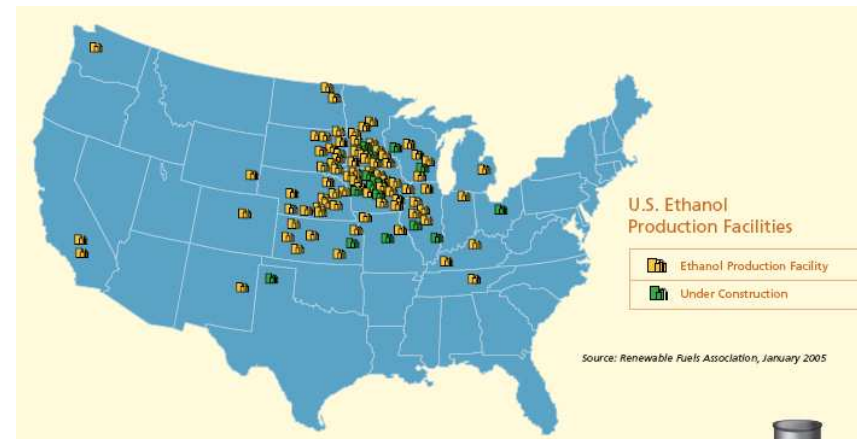 U.S. Ethanol
Production Facilities
Ethanol Production Facility
Under Construction
Source: Renewable Fuels Association, January 2005